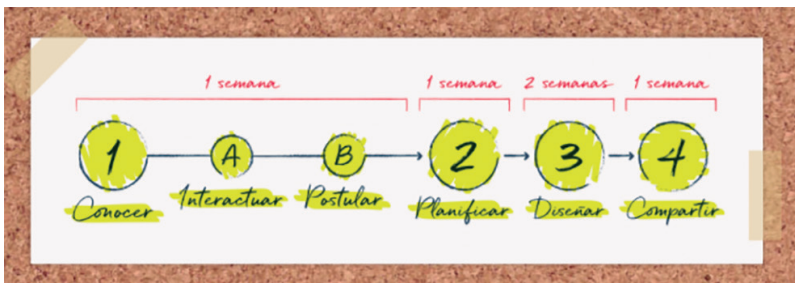 1 semana 1 semana 2 semanas 1 semana
1 A B 2 3 4
Conocer Interactuar Postular Planificar Diseñar Compartir